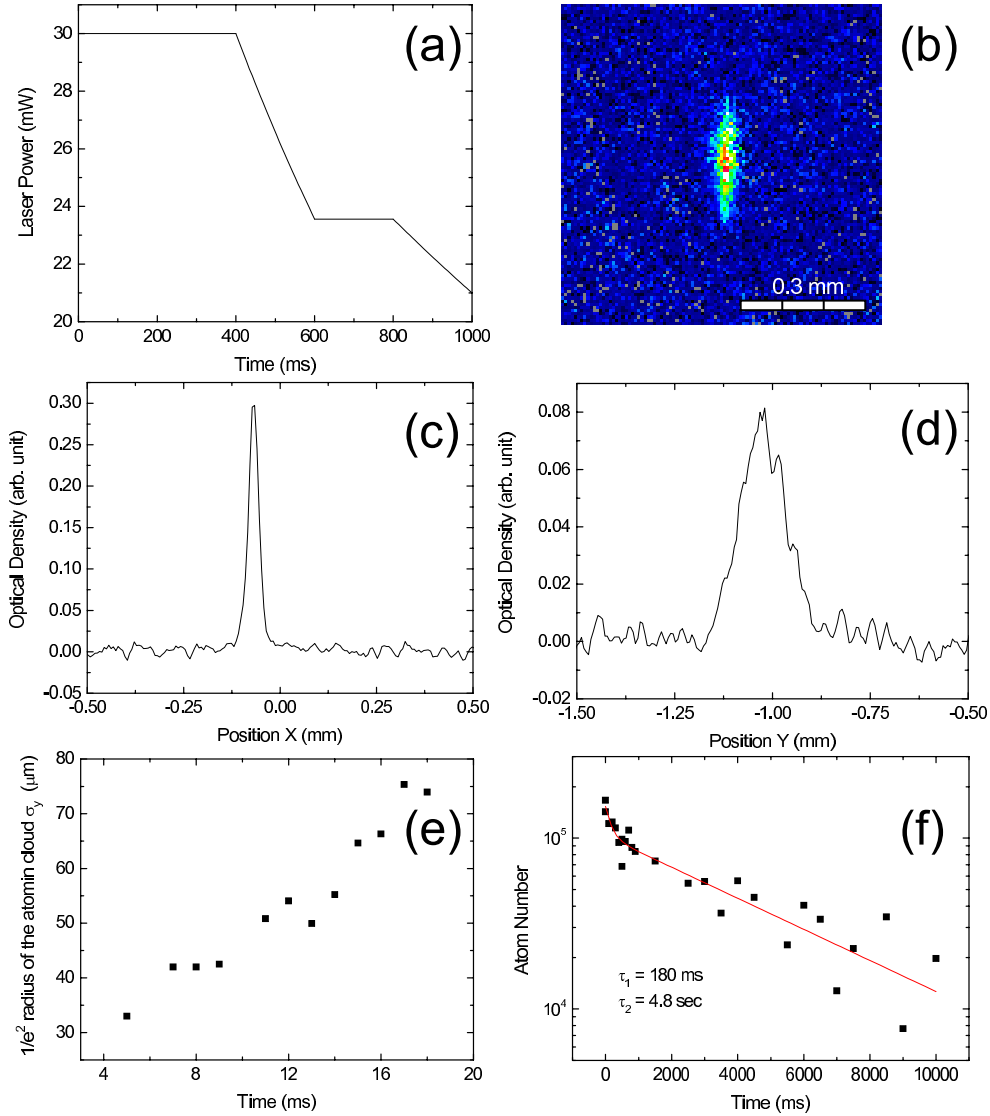 (a)
Laser Power (mW)
30
28
26
24
22
20
0 200 400 600 800 1000
Time (ms)
(b)
0.3 mm
(c)
Optical Density (arb. unit)
0.30
0.25
0.20
0.15
0.10
0.05
0.00
-0.05
-0.50 -0.25 0.00 0.25 0.50
Position X (mm)
(d)
Optical Density (arb. unit)
0.08
0.06
0.04
0.02
0.00
-0.02
-1.50 -1.25 -1.00 -0.75 -0.50
Position Y (mm)
(e)
1/e² radius of the atomin cloud σ_y (μm)
80
70
60
50
40
30
4 8 12 16 20
Time (ms)
(f)
Atom Number
10⁵
10⁴
τ₁ = 180 ms
τ₂ = 4.8 sec
0 2000 4000 6000 8000 10000
Time (ms)